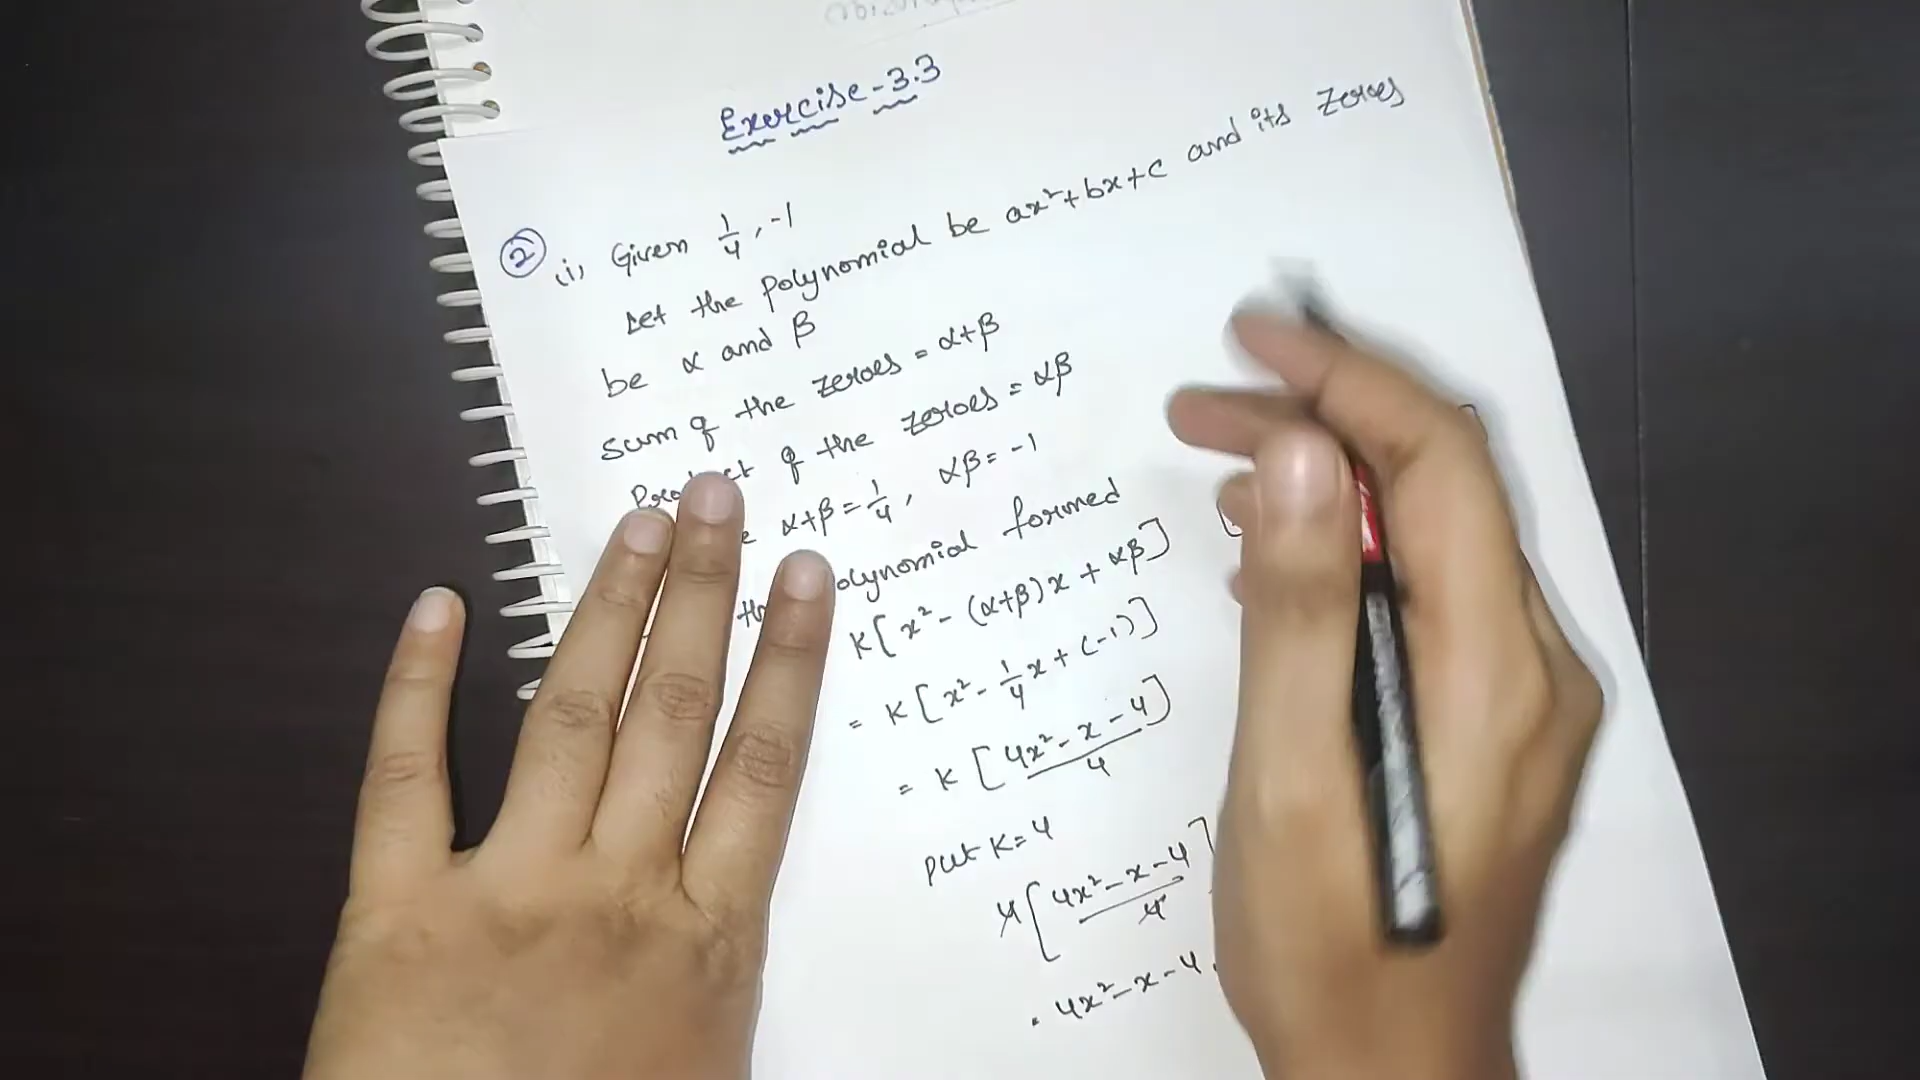 Exercise-3.3
② (i) Given 1/4, -1
Let the polynomial be ax²+bx+c and its zeroes
be α and β
sum of the zeroes = α+β
of the zeroes = αβ
α+β = 1/4, αβ = -1
formed
K[x² - (α+β)x + αβ]
= K[x² - 1/4 x + (-1)]
= K[4x² - x - 4 / 4]
put K=4
4[4x² - x - 4 / 4]
= 4x² - x - 4